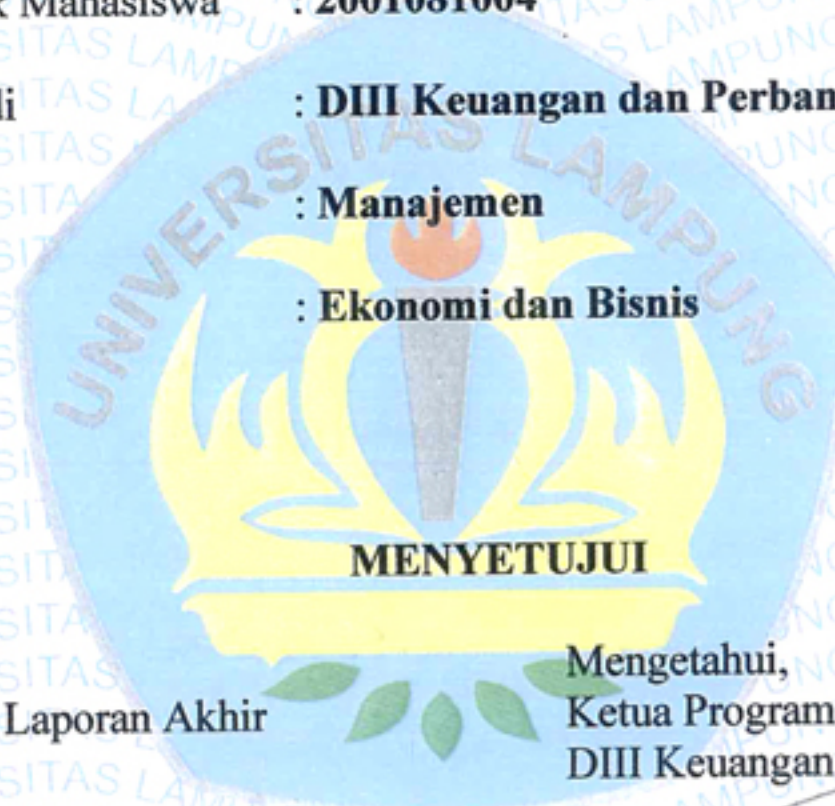 Mahasiswa : 2001081004
: DIII Keuangan dan Perban
: Manajemen
: Ekonomi dan Bisnis
UNIVERSITAS LAMPUNG
MENYETUJUI
Mengetahui,
Laporan Akhir Ketua Program
DIII Keuangan